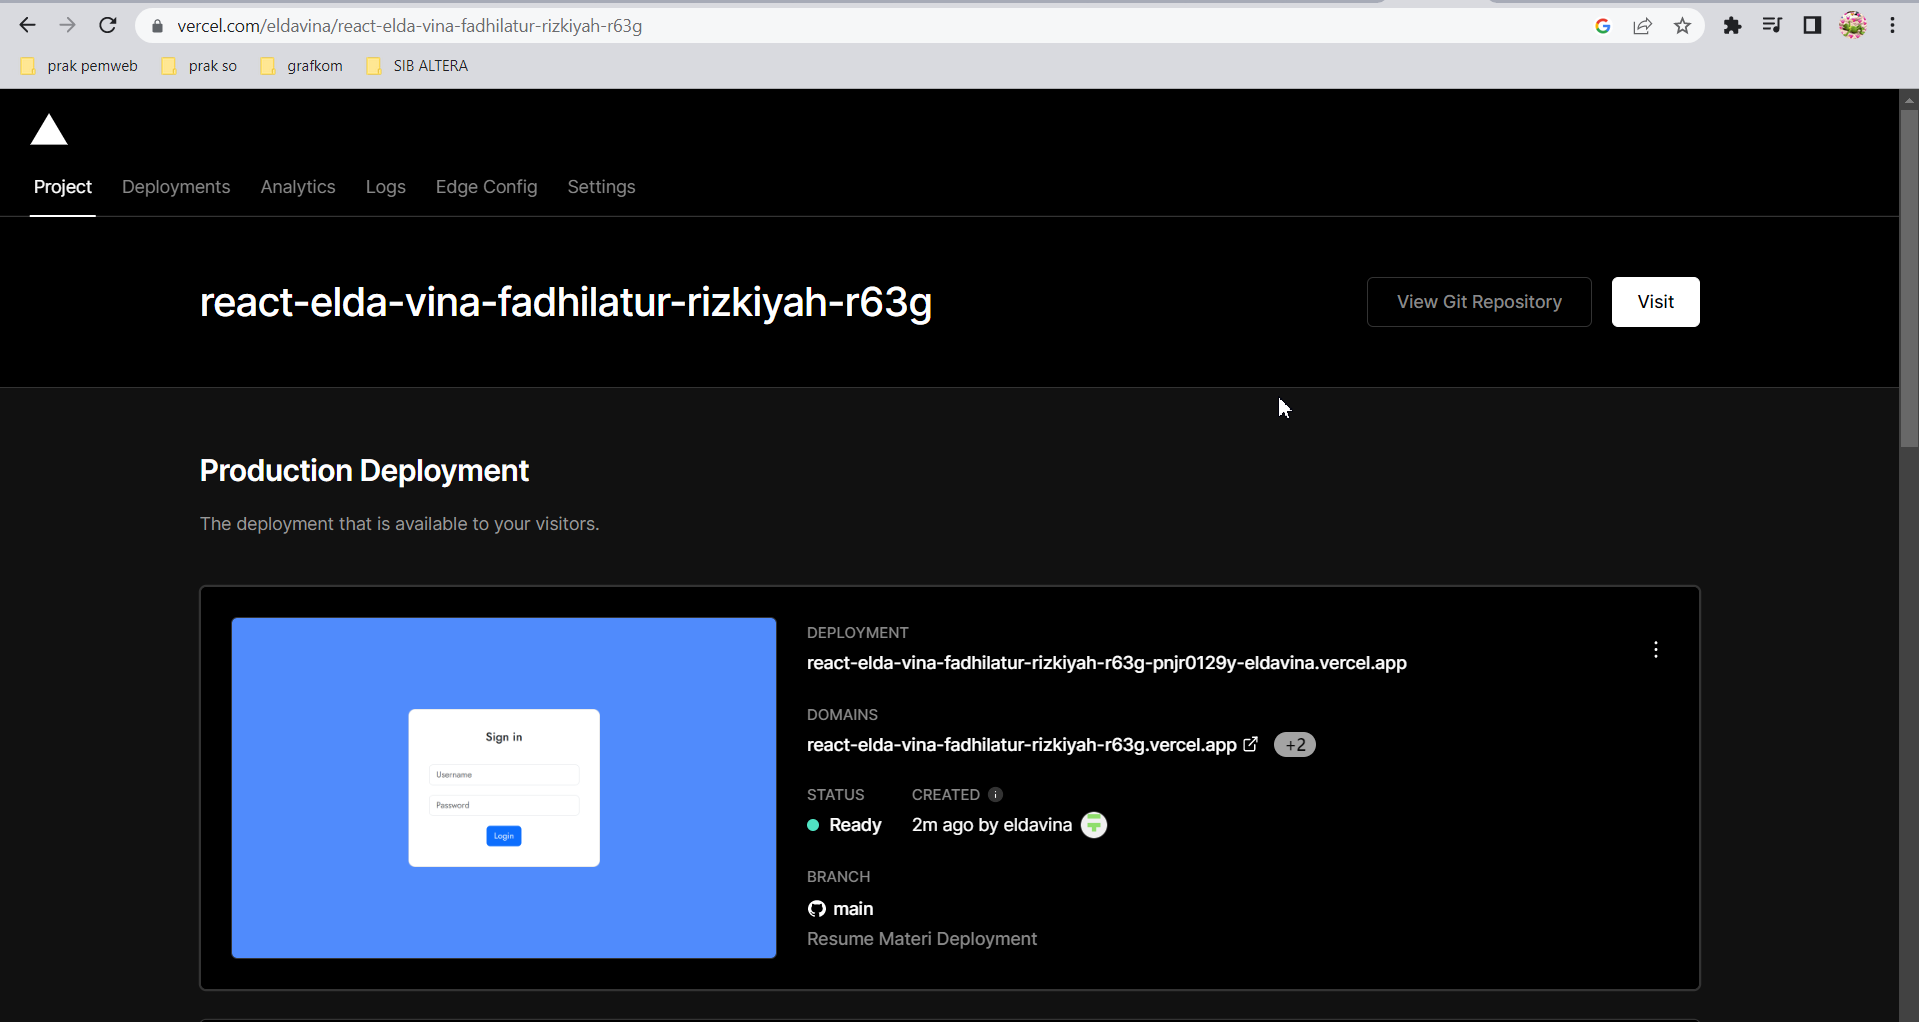 vercel.com/eldavina/react-elda-vina-fadhilatur-rizkiyah-r63g
prak pemweb prak so grafkom SIB ALTERA
Project Deployments Analytics Logs Edge Config Settings
react-elda-vina-fadhilatur-rizkiyah-r63g
View Git Repository Visit
Production Deployment
The deployment that is available to your visitors.
Sign in
Username
Password
Login
DEPLOYMENT
react-elda-vina-fadhilatur-rizkiyah-r63g-pnjr0129y-eldavina.vercel.app
DOMAINS
react-elda-vina-fadhilatur-rizkiyah-r63g.vercel.app +2
STATUS CREATED
Ready 2m ago by eldavina
BRANCH
main
Resume Materi Deployment